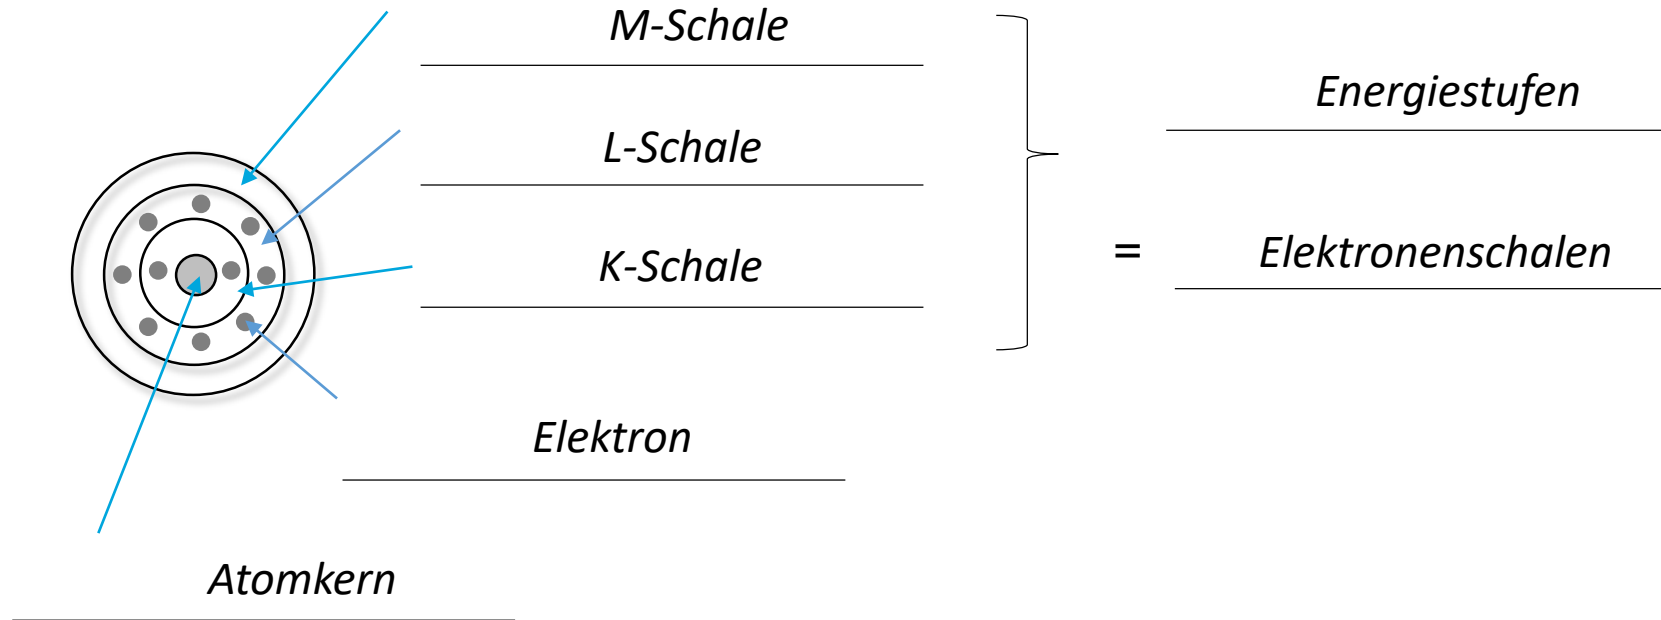 M-Schale
Energiestufen
L-Schale
= Elektronenschalen
K-Schale
Elektron
Atomkern